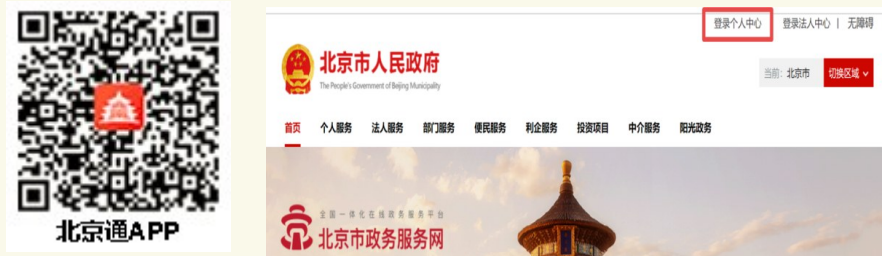 北京通APP
登录个人中心 登录法人中心 | 无障碍
北京市人民政府
The People's Government of Beijing Municipality
当前: 北京市 切换区域
首页 个人服务 法人服务 部门服务 便民服务 利企服务 投资项目 中介服务 阳光政务
全国一体化在线政务服务平台
北京市政务服务网